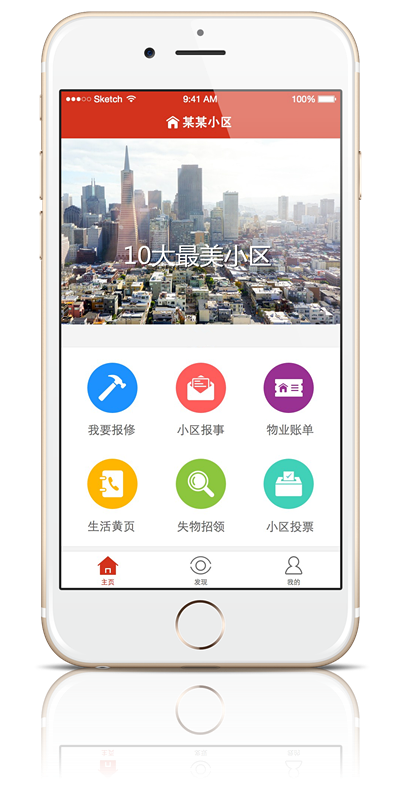 Sketch 9:41 AM 100%
某某小区
10大最美小区
我要报修 小区报事 物业账单
生活黄页 失物招领 小区投票
主页 发现 我的